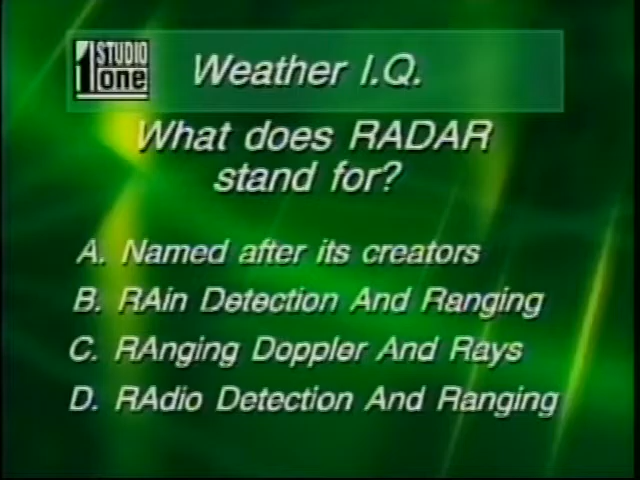 1 STUDIO one
Weather I.Q.
What does RADAR
stand for?
A. Named after its creators
B. RAin Detection And Ranging
C. RAnging Doppler And Rays
D. RAdio Detection And Ranging